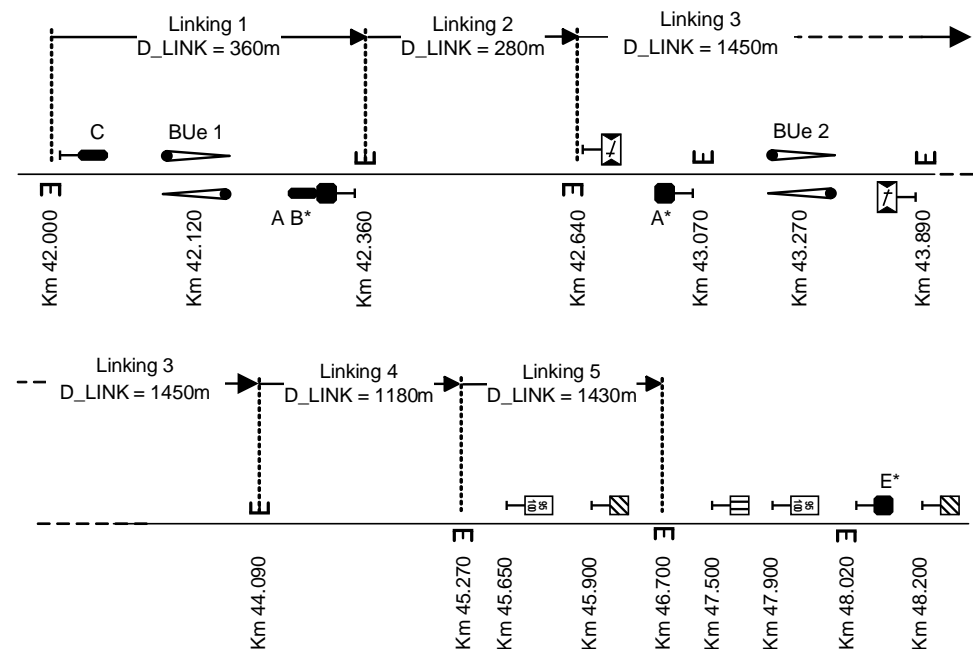 Linking 1
D_LINK = 360m
Linking 2
D_LINK = 280m
Linking 3
D_LINK = 1450m
C
BUe 1
BUe 2
A B*
A*
Km 42.000
Km 42.120
Km 42.360
Km 42.640
Km 43.070
Km 43.270
Km 43.890
Linking 3
D_LINK = 1450m
Linking 4
D_LINK = 1180m
Linking 5
D_LINK = 1430m
95
100
95
100
E*
Km 44.090
Km 45.270
Km 45.650
Km 45.900
Km 46.700
Km 47.500
Km 47.900
Km 48.020
Km 48.200